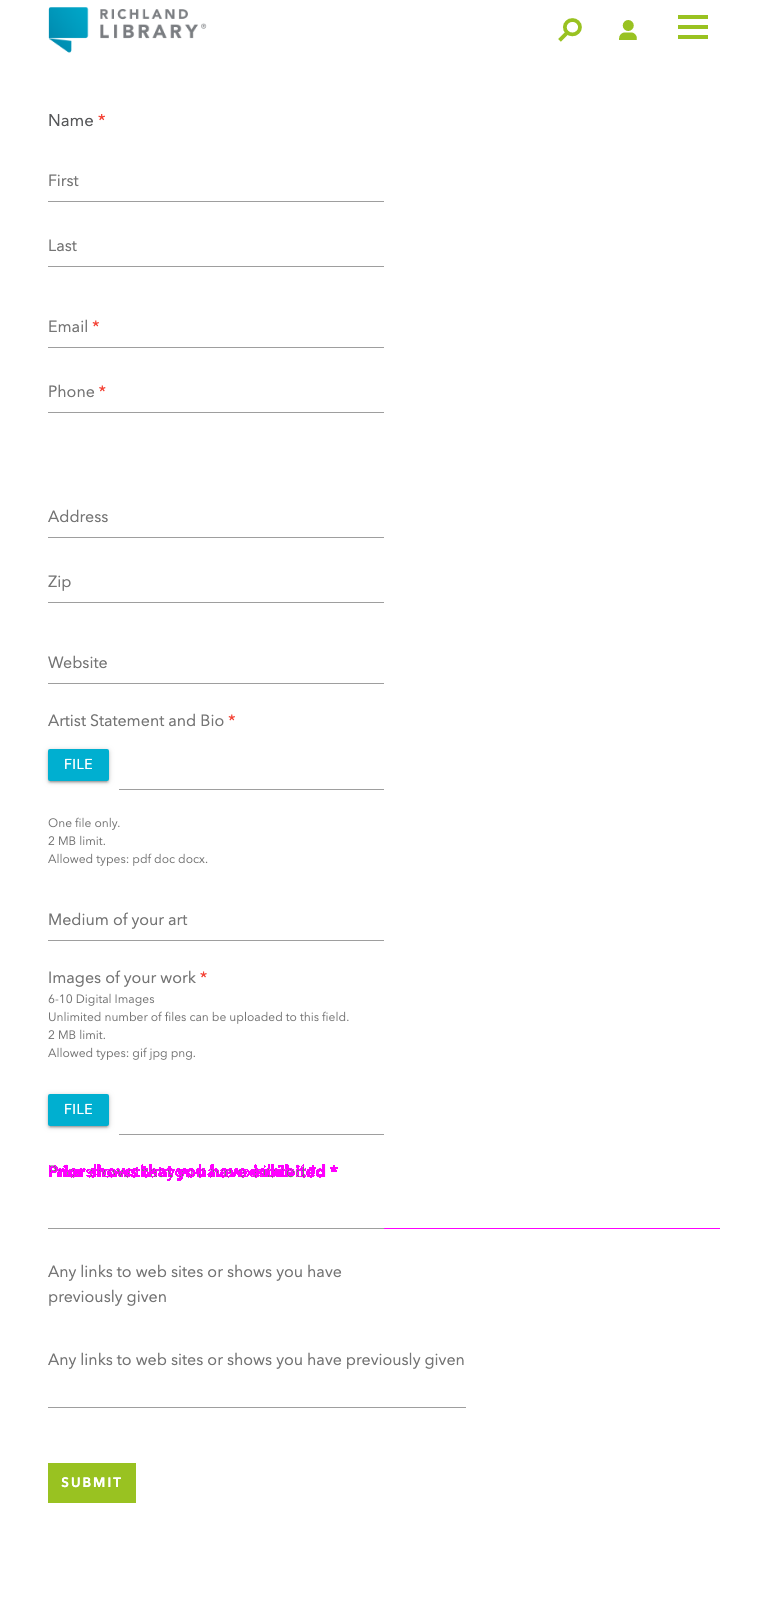 RICHLAND
LIBRARY®
Name *
First
Last
Email *
Phone *
Address
Zip
Website
Artist Statement and Bio *
FILE
One file only.
2 MB limit.
Allowed types: pdf doc docx.
Medium of your art
Images of your work *
6-10 Digital Images
Unlimited number of files can be uploaded to this field.
2 MB limit.
Allowed types: gif jpg png.
FILE
Prior shows that you have exhibited *
Any links to web sites or shows you have
previously given
Any links to web sites or shows you have previously given
SUBMIT